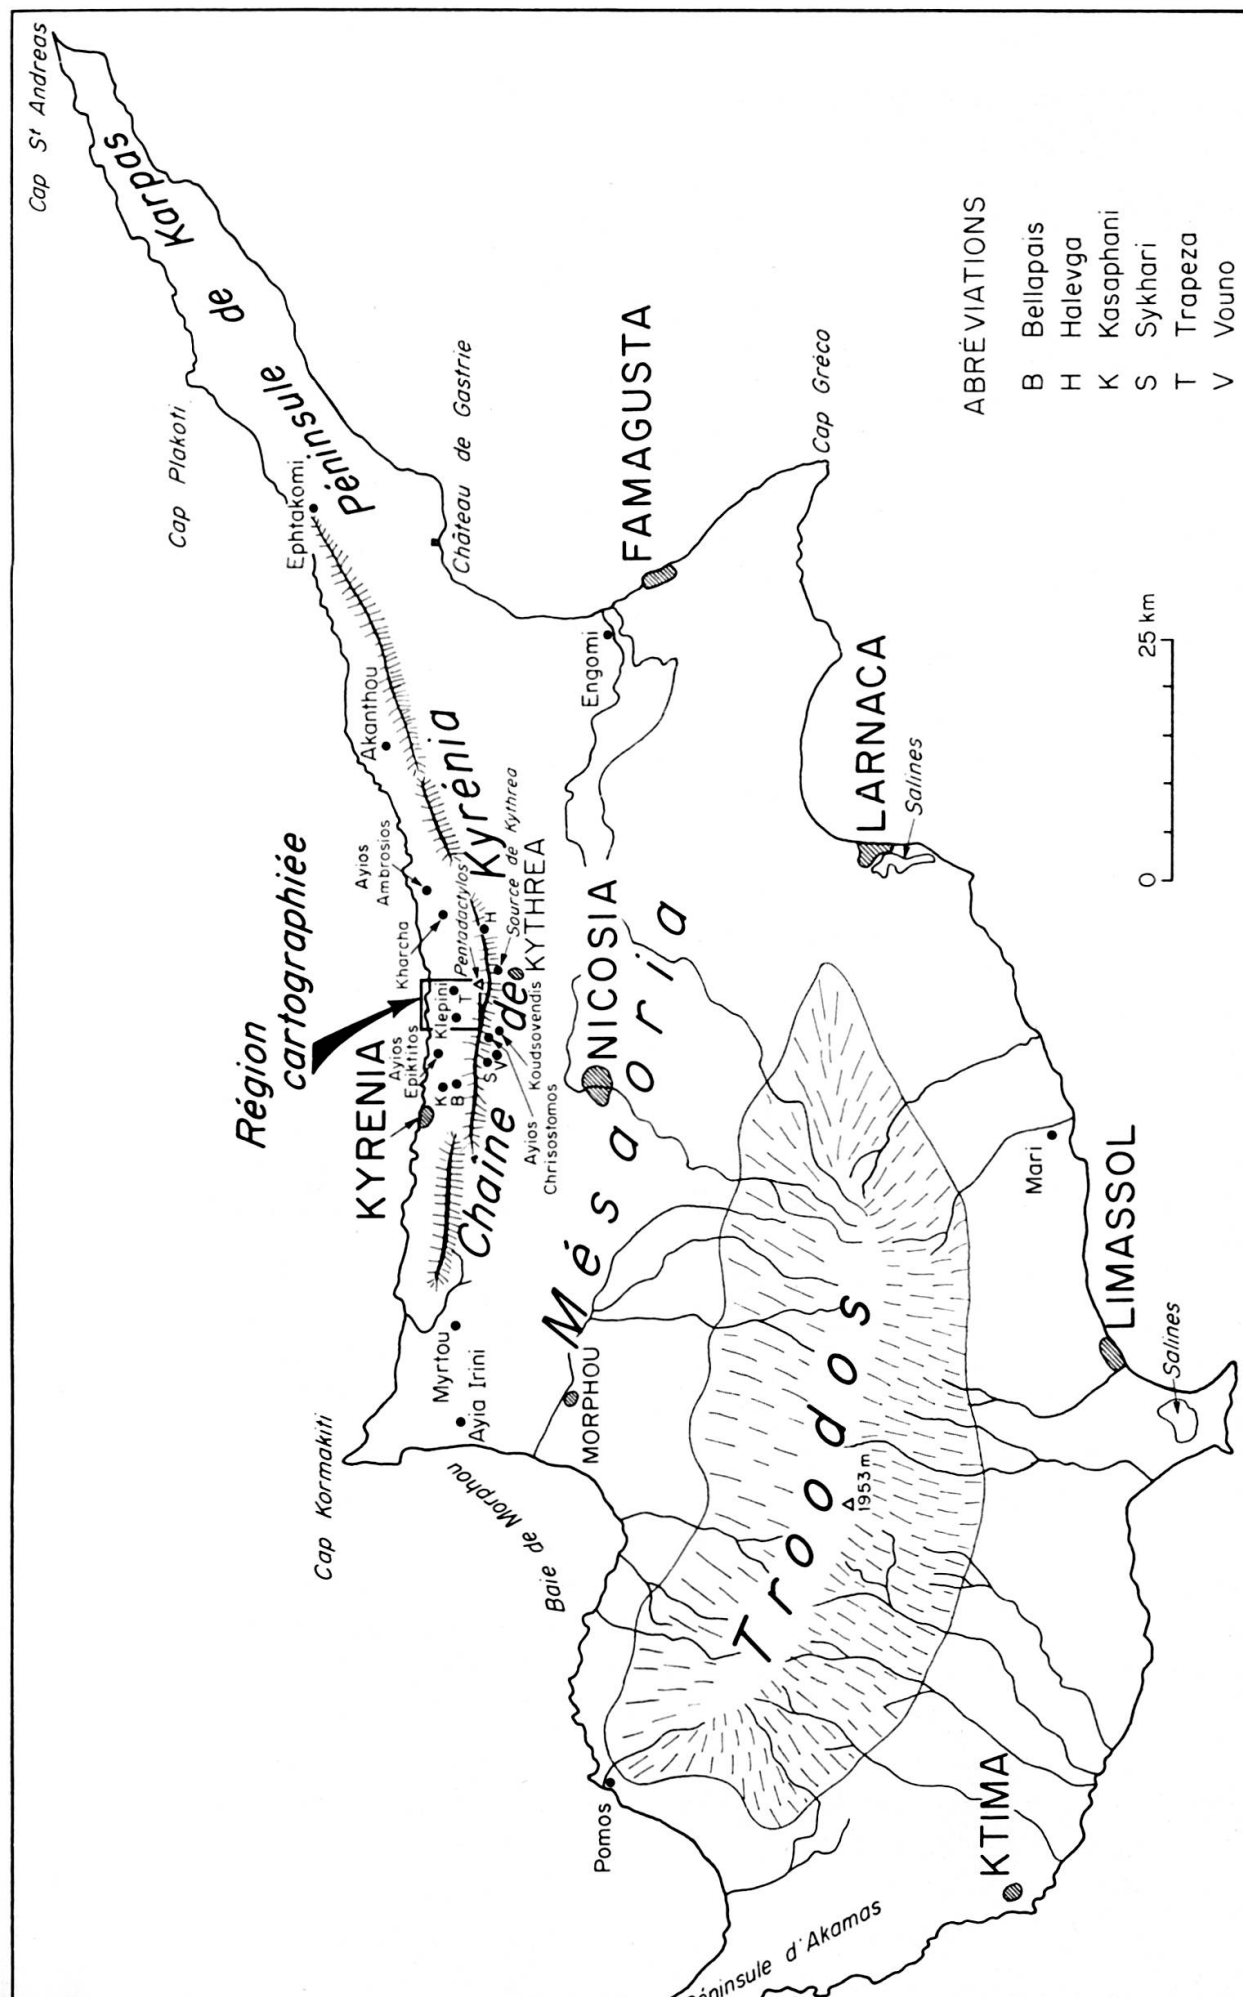 Cap St Andreas
Péninsule de Karpas
Cap Plakoti
Ephtakomi
Château de Gastrie
FAMAGUSTA
Cap Gréco
Engomi
Akanthou
Région
cartographiée
Ayios
Ambrosios
Kharcha
KYRENIA
Ayios
Epiktitos
Klepini
Pentadactylos
Source de Kythrea
KYTHREA
Chaine de Kyrénia
K
B
T
H
S
V
Koudsovendis
Ayios
Chrisostomos
NICOSIA
Mésaoria
LARNACA
Salines
Cap Kormakiti
Myrtou
Ayia Irini
MORPHOU
Baie de Morphou
Troodos
1953 m
Mari
LIMASSOL
Salines
Pomos
KTIMA
Péninsule d'Akamas
0 25 km
ABRÉVIATIONS
B Bellapais
H Halevga
K Kasaphani
S Sykhari
T Trapeza
V Vouno